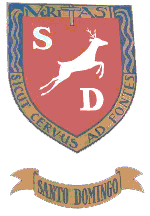 VERITAS
SICUT CERVUS AD FONTES
S
D
SANTO DOMINGO